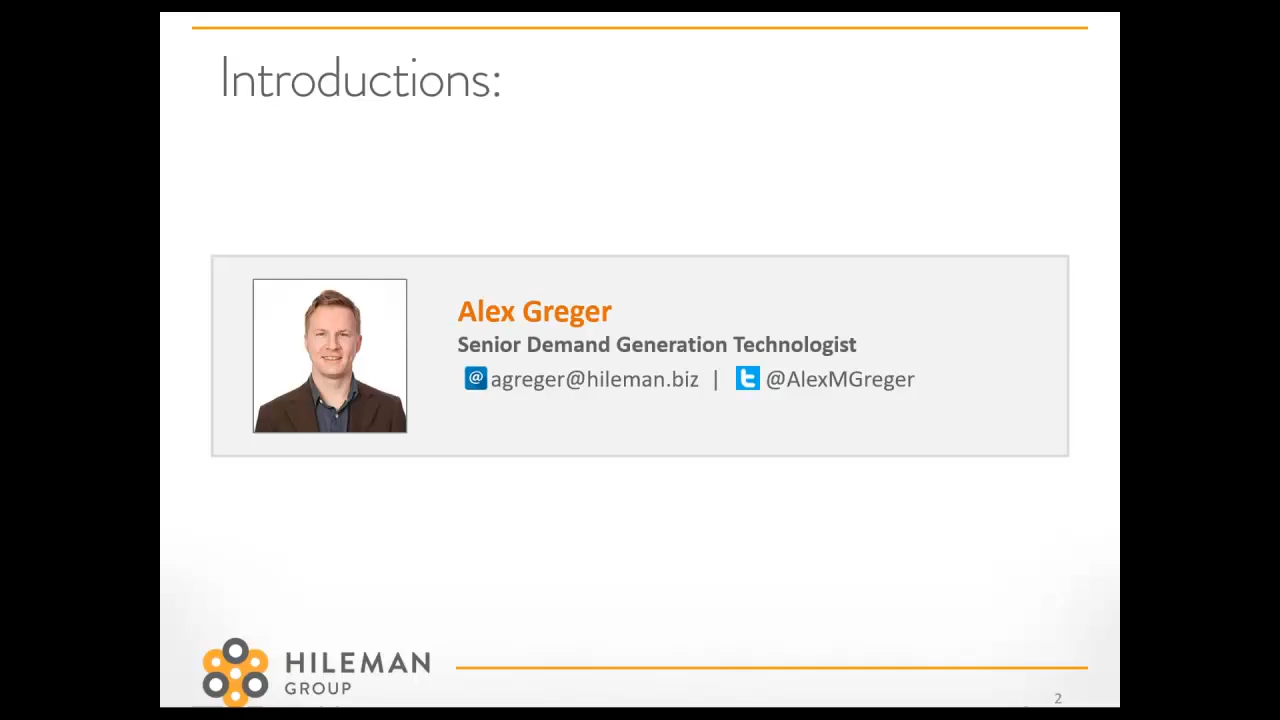 Introductions:
Alex Greger
Senior Demand Generation Technologist
@ agreger@hileman.biz | @AlexMGreger
HILEMAN
GROUP
2